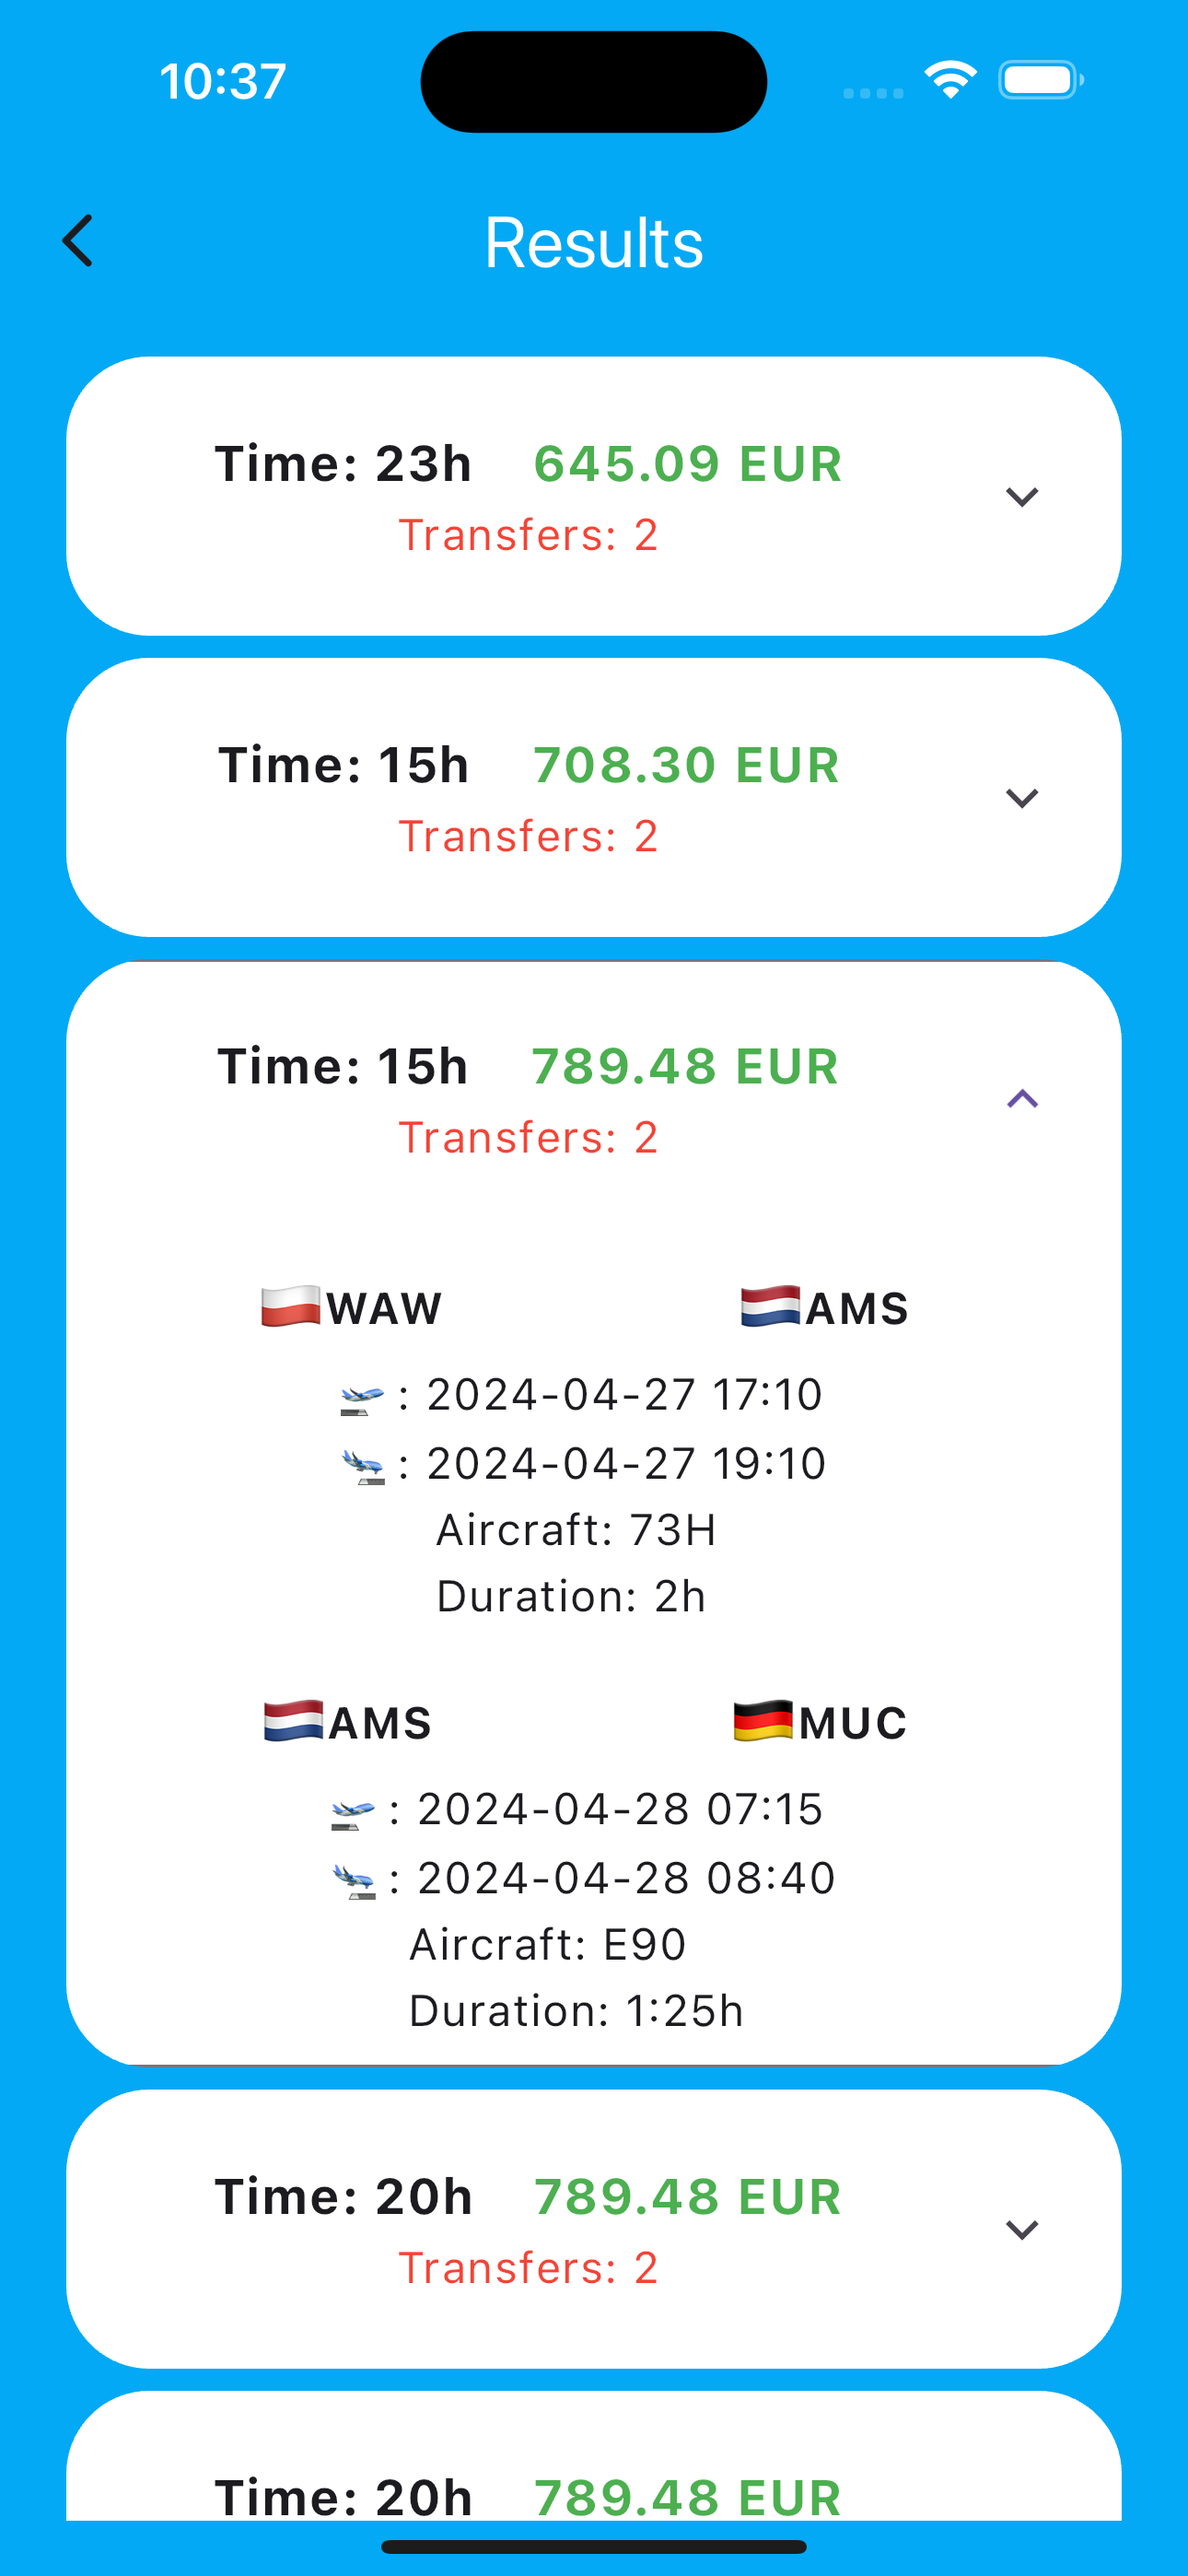 10:37
Results
Time: 23h 645.09 EUR
Transfers: 2
Time: 15h 708.30 EUR
Transfers: 2
Time: 15h 789.48 EUR
Transfers: 2
WAW AMS
: 2024-04-27 17:10
: 2024-04-27 19:10
Aircraft: 73H
Duration: 2h
AMS MUC
: 2024-04-28 07:15
: 2024-04-28 08:40
Aircraft: E90
Duration: 1:25h
Time: 20h 789.48 EUR
Transfers: 2
Time: 20h 789.48 EUR